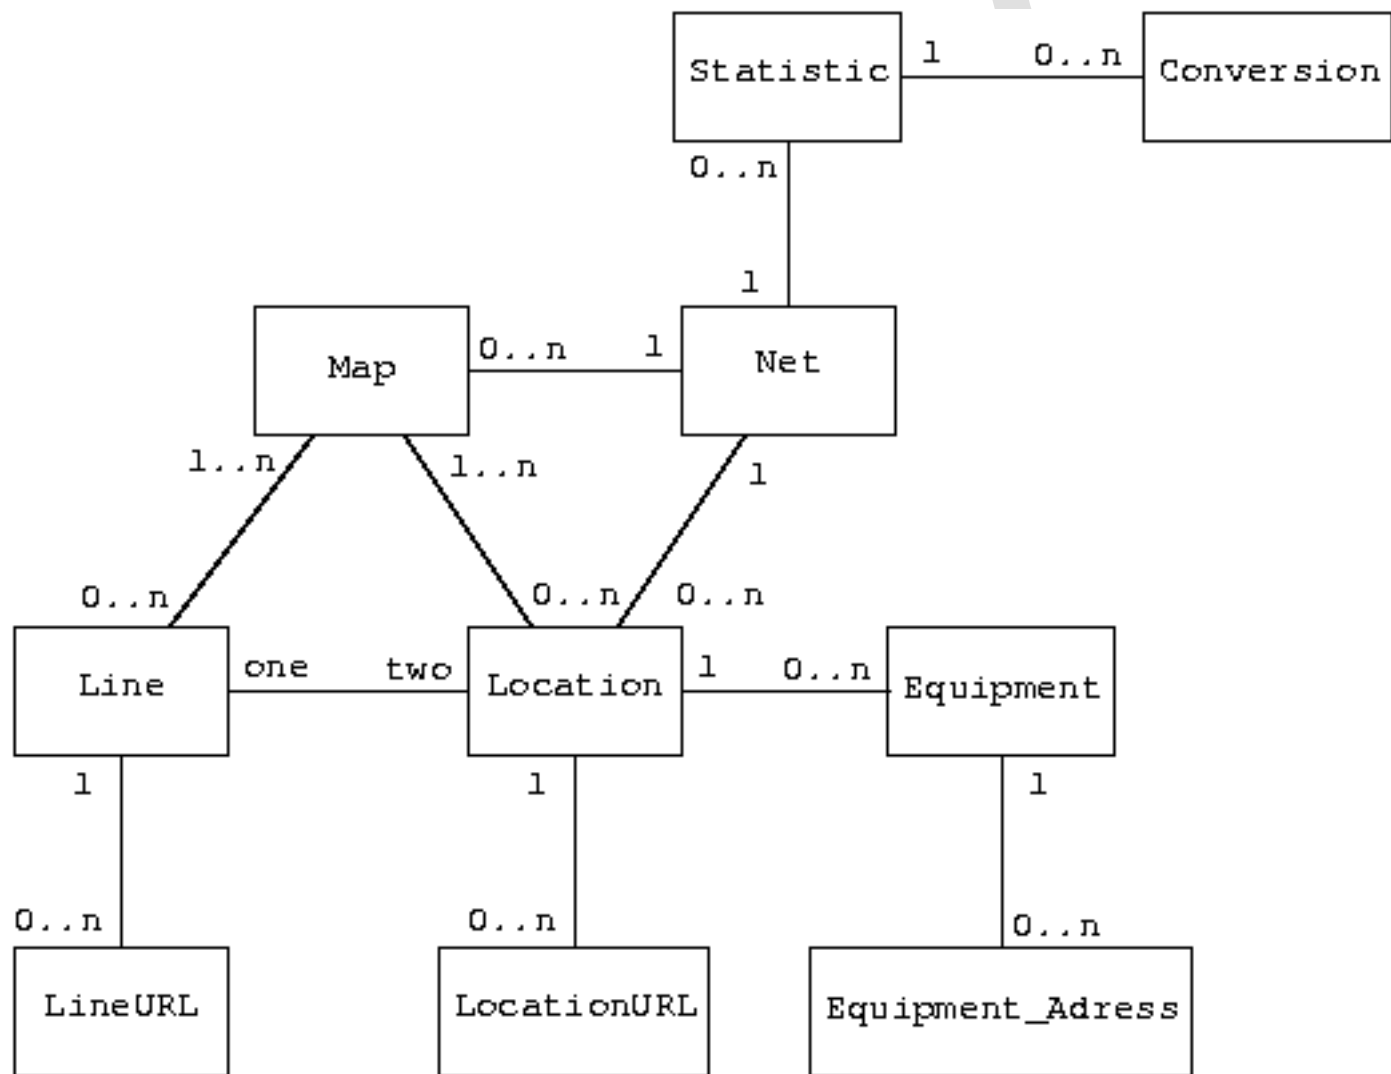 Statistic 1 0..n Conversion
0..n
1
Map 0..n 1 Net
1..n 1..n 1
0..n 0..n 0..n
Line one two Location 1 0..n Equipment
1 1 1
0..n 0..n 0..n
LineURL LocationURL Equipment_Adress